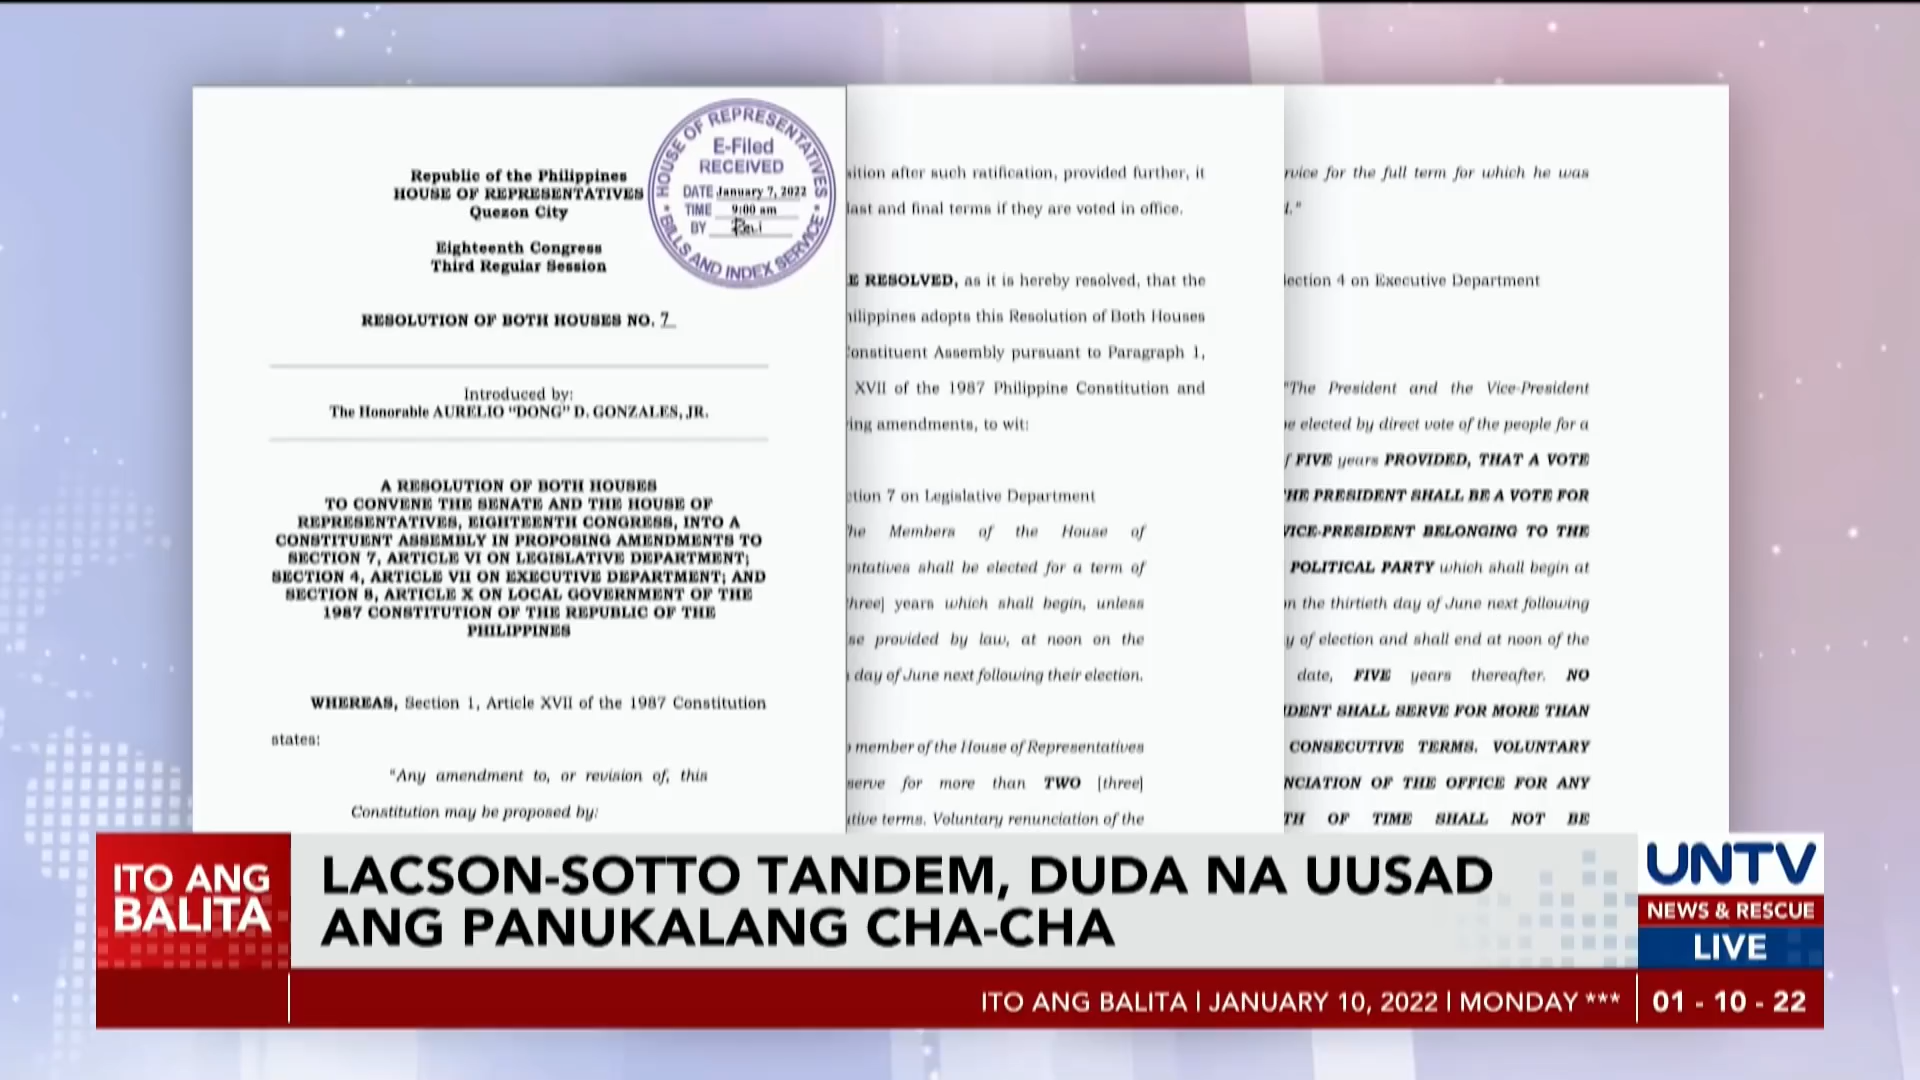 Republic of the Philippines
HOUSE OF REPRESENTATIVES
Quezon City
Eighteenth Congress
Third Regular Session
HOUSE OF REPRESENTATIVES
E-Filed
RECEIVED
DATE January 7, 2022
TIME 9:00 am
BY
BILLS AND INDEX SERVICE
RESOLUTION OF BOTH HOUSES NO. 7
Introduced by:
The Honorable AURELIO “DONG” D. GONZALES, JR.
A RESOLUTION OF BOTH HOUSES
TO CONVENE THE SENATE AND THE HOUSE OF
REPRESENTATIVES, EIGHTEENTH CONGRESS, INTO A
CONSTITUENT ASSEMBLY IN PROPOSING AMENDMENTS TO
SECTION 7, ARTICLE VI ON LEGISLATIVE DEPARTMENT;
SECTION 4, ARTICLE VII ON EXECUTIVE DEPARTMENT; AND
SECTION 8, ARTICLE X ON LOCAL GOVERNMENT OF THE
1987 CONSTITUTION OF THE REPUBLIC OF THE
PHILIPPINES
WHEREAS, Section 1, Article XVII of the 1987 Constitution
states:
“Any amendment to, or revision of, this
Constitution may be proposed by:
after such ratification, provided further, it
last and final terms if they are voted in office.
RESOLVED, as it is hereby resolved, that the
adopts this Resolution of Both Houses
Assembly pursuant to Paragraph 1,
XVII of the 1987 Philippine Constitution and
amendments, to wit:
7 on Legislative Department
Members of the House of
shall be elected for a term of
years which shall begin, unless
provided by law, at noon on the
day of June next following their election.
member of the House of Representatives
serve for more than TWO [three]
terms. Voluntary renunciation of the
for the full term for which he was
4 on Executive Department
“The President and the Vice-President
elected by direct vote of the people for a
FIVE years PROVIDED, THAT A VOTE
PRESIDENT SHALL BE A VOTE FOR
VICE-PRESIDENT BELONGING TO THE
POLITICAL PARTY which shall begin at
the thirtieth day of June next following
of election and shall end at noon of the
date, FIVE years thereafter. NO
SHALL SERVE FOR MORE THAN
CONSECUTIVE TERMS. VOLUNTARY
OF THE OFFICE FOR ANY
OF TIME SHALL NOT BE
ITO ANG
BALITA
LACSON-SOTTO TANDEM, DUDA NA UUSAD
ANG PANUKALANG CHA-CHA
UNTV
NEWS & RESCUE
LIVE
ITO ANG BALITA | JANUARY 10, 2022 | MONDAY ***
01 - 10 - 22